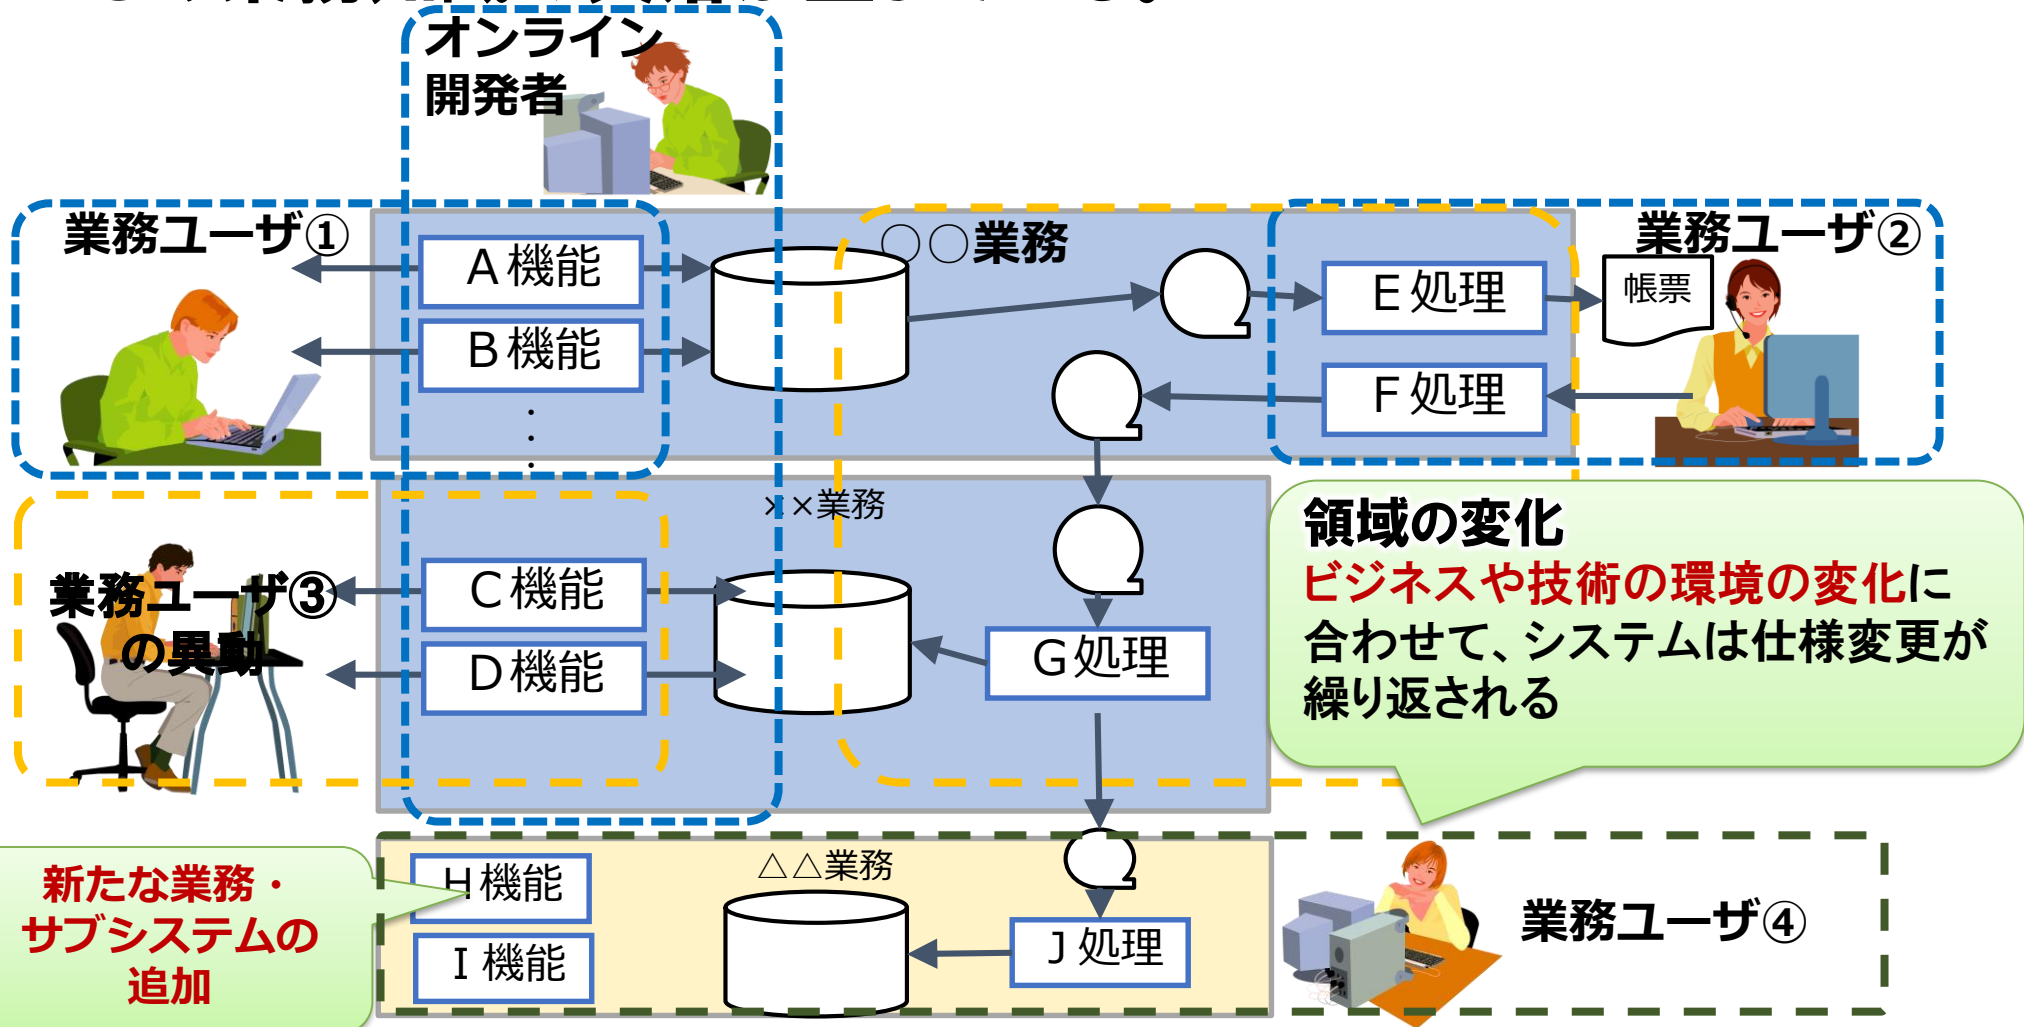 オンライン
開発者
業務ユーザ①
○○業務
業務ユーザ②
A機能
B機能
・
・
・
E処理
帳票
F処理
××業務
業務ユーザ③
の異動
C機能
D機能
G処理
領域の変化
ビジネスや技術の環境の変化に
合わせて、システムは仕様変更が
繰り返される
新たな業務・
サブシステムの
追加
H機能
I機能
△△業務
J処理
業務ユーザ④